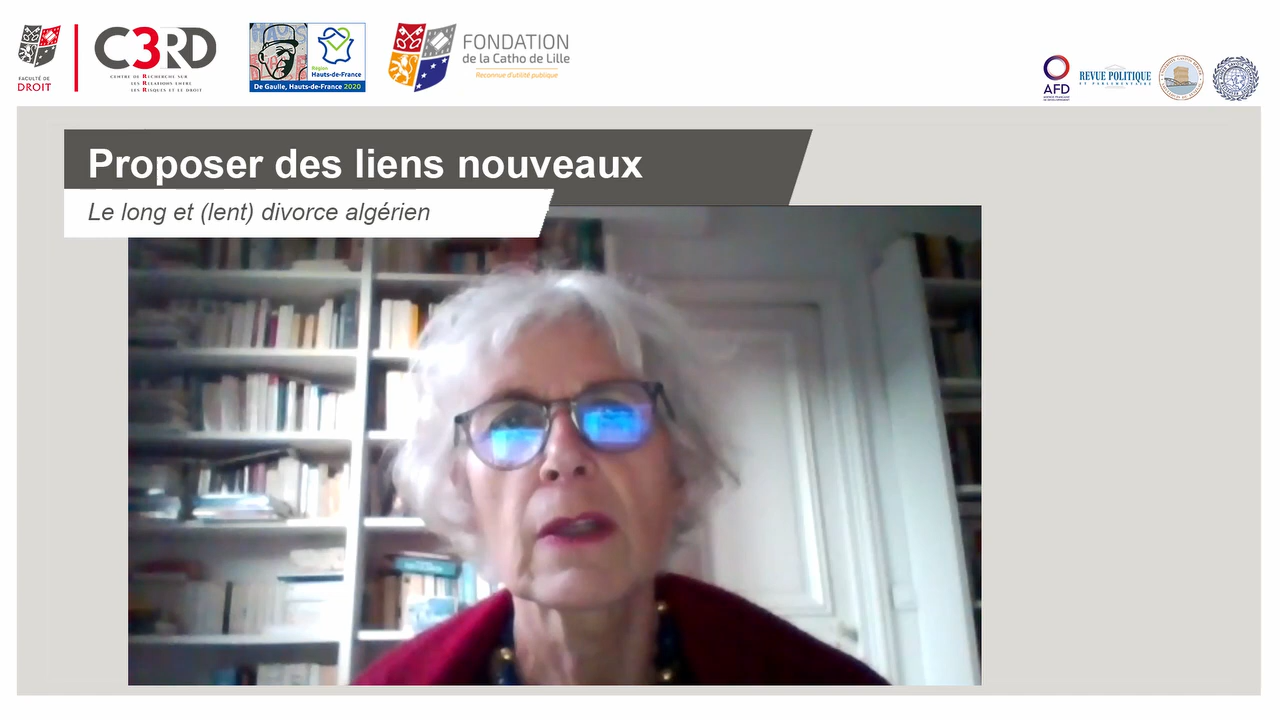 FACULTÉ DE
DROIT
C3RD
CENTRE DE RECHERCHE SUR
LES RELATIONS ENTRE
LES RISQUES ET LE DROIT
Région
Hauts-de-France
De Gaulle, Hauts-de-France 2020
FONDATION
de la Catho de Lille
Reconnue d'utilité publique
AFD
REVUE POLITIQUE
ET PARLEMENTAIRE
Proposer des liens nouveaux
Le long et (lent) divorce algérien